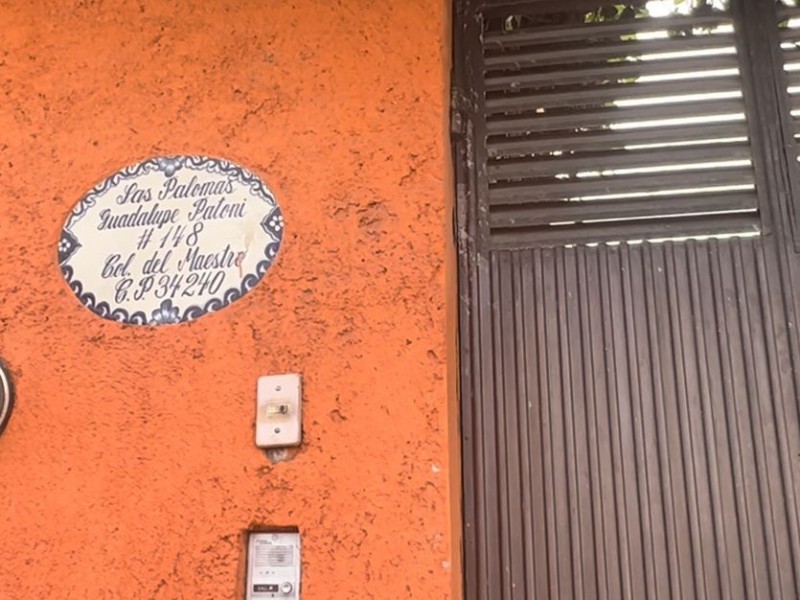 Las Palomas
Guadalupe Patoni
# 148
Col. del Maestro
C.P. 34240